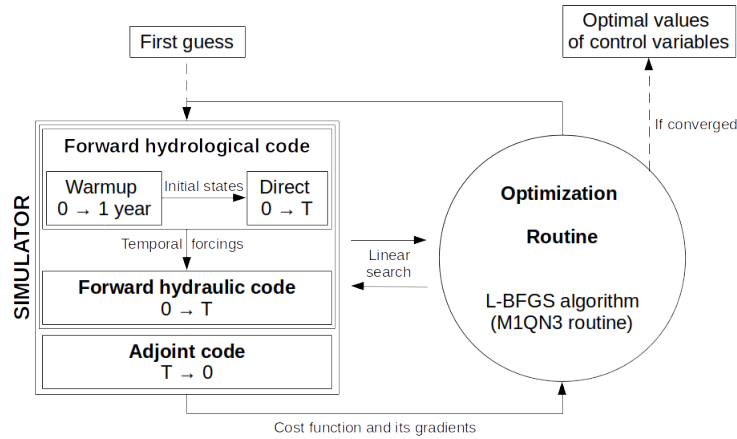 First guess
Optimal values
of control variables
If converged
SIMULATOR
Forward hydrological code
Warmup
0 → 1 year
Initial states
Direct
0 → T
Temporal forcings
Forward hydraulic code
0 → T
Adjoint code
T → 0
Linear
search
Optimization
Routine
L-BFGS algorithm
(M1QN3 routine)
Cost function and its gradients